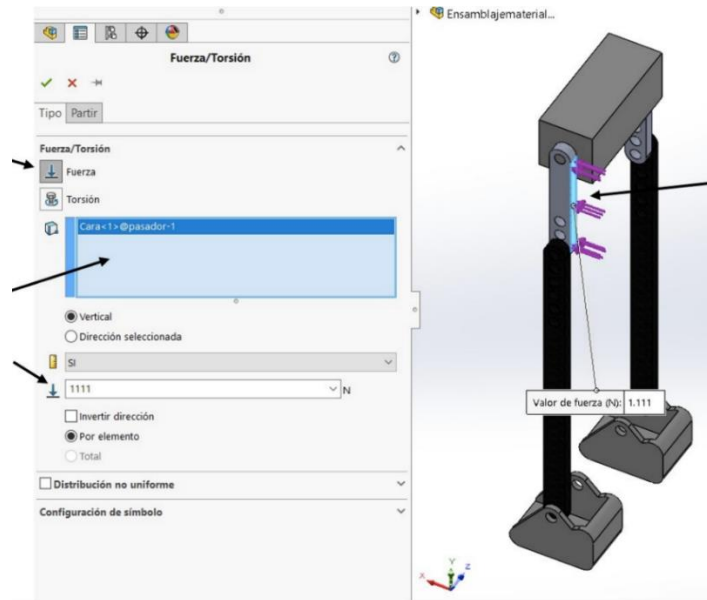 Ensamblajematerial...
Fuerza/Torsión
Tipo Partir
Fuerza/Torsión
Fuerza
Torsión
Cara<1>@pasador-1
Vertical
Dirección seleccionada
SI
1111 N
Invertir dirección
Por elemento
Total
Distribución no uniforme
Configuración de símbolo
Valor de fuerza (N): 1.111
Y
X
Z